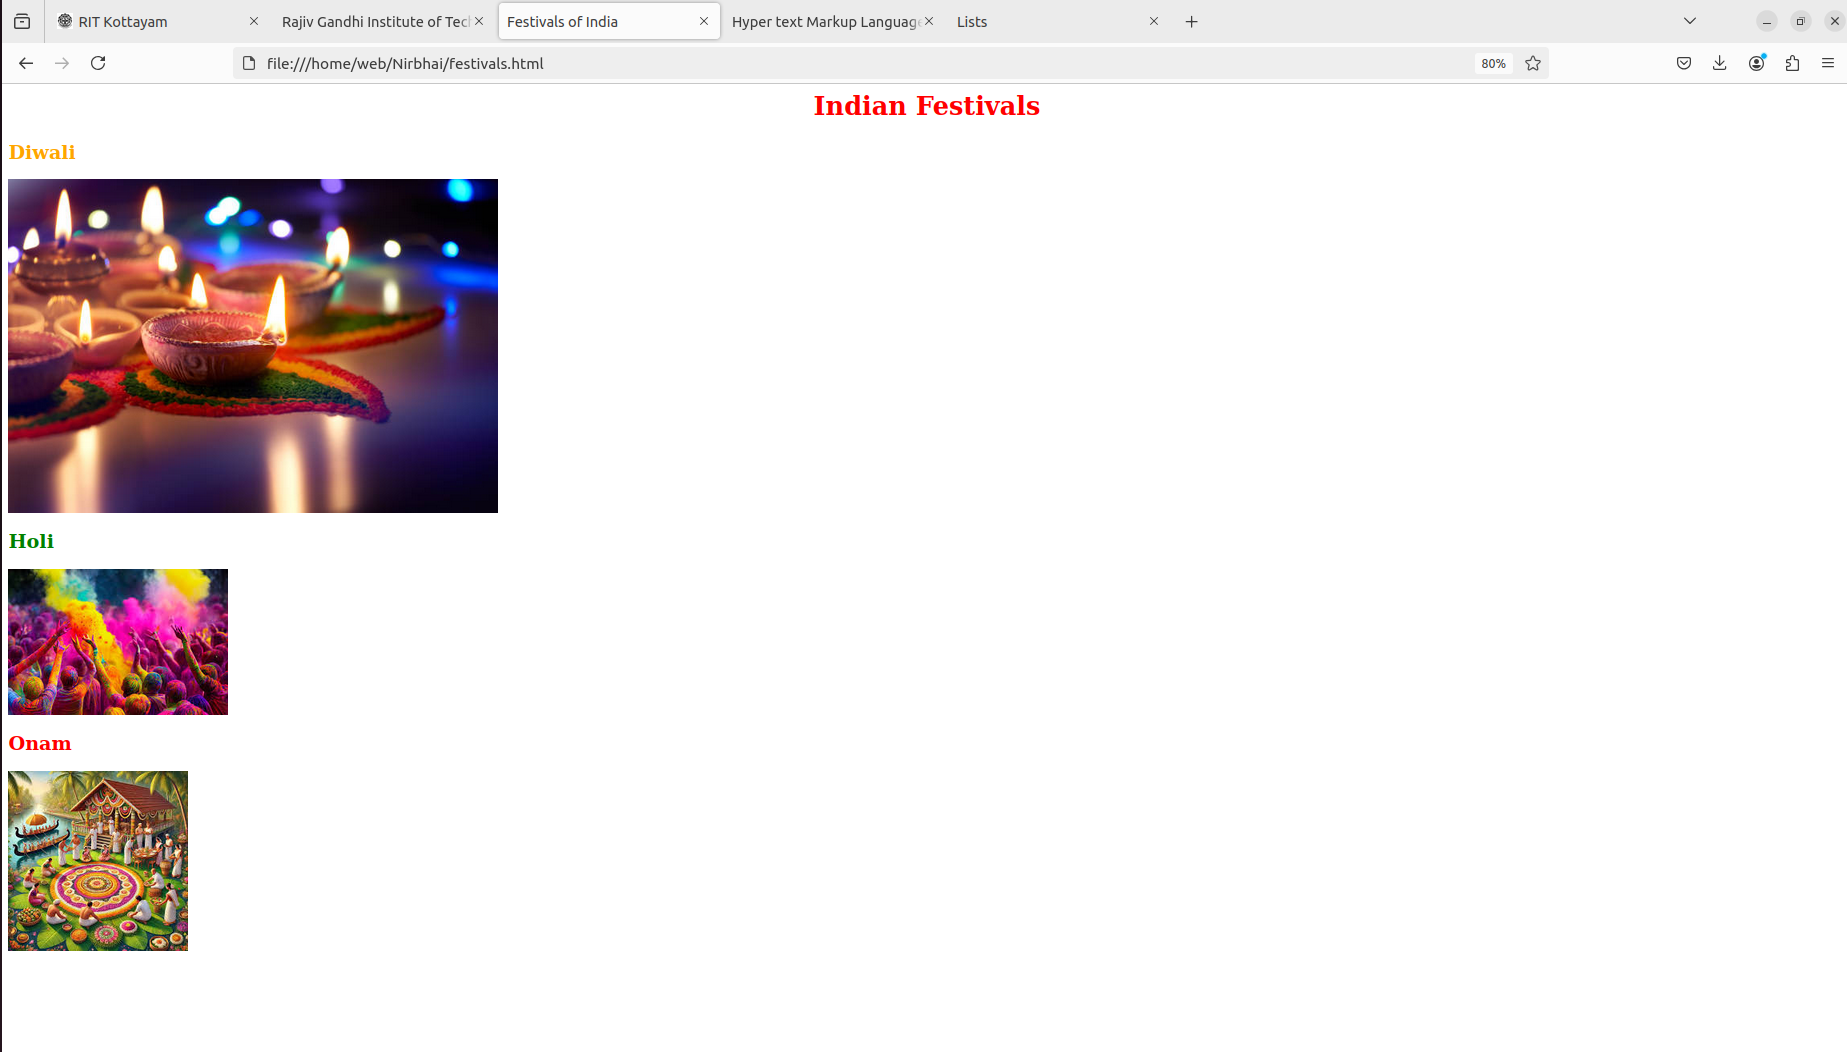 RIT Kottayam
Rajiv Gandhi Institute of Tec
Festivals of India
Hyper text Markup Language
Lists
file:///home/web/Nirbhai/festivals.html
80%
Indian Festivals
Diwali
Holi
Onam